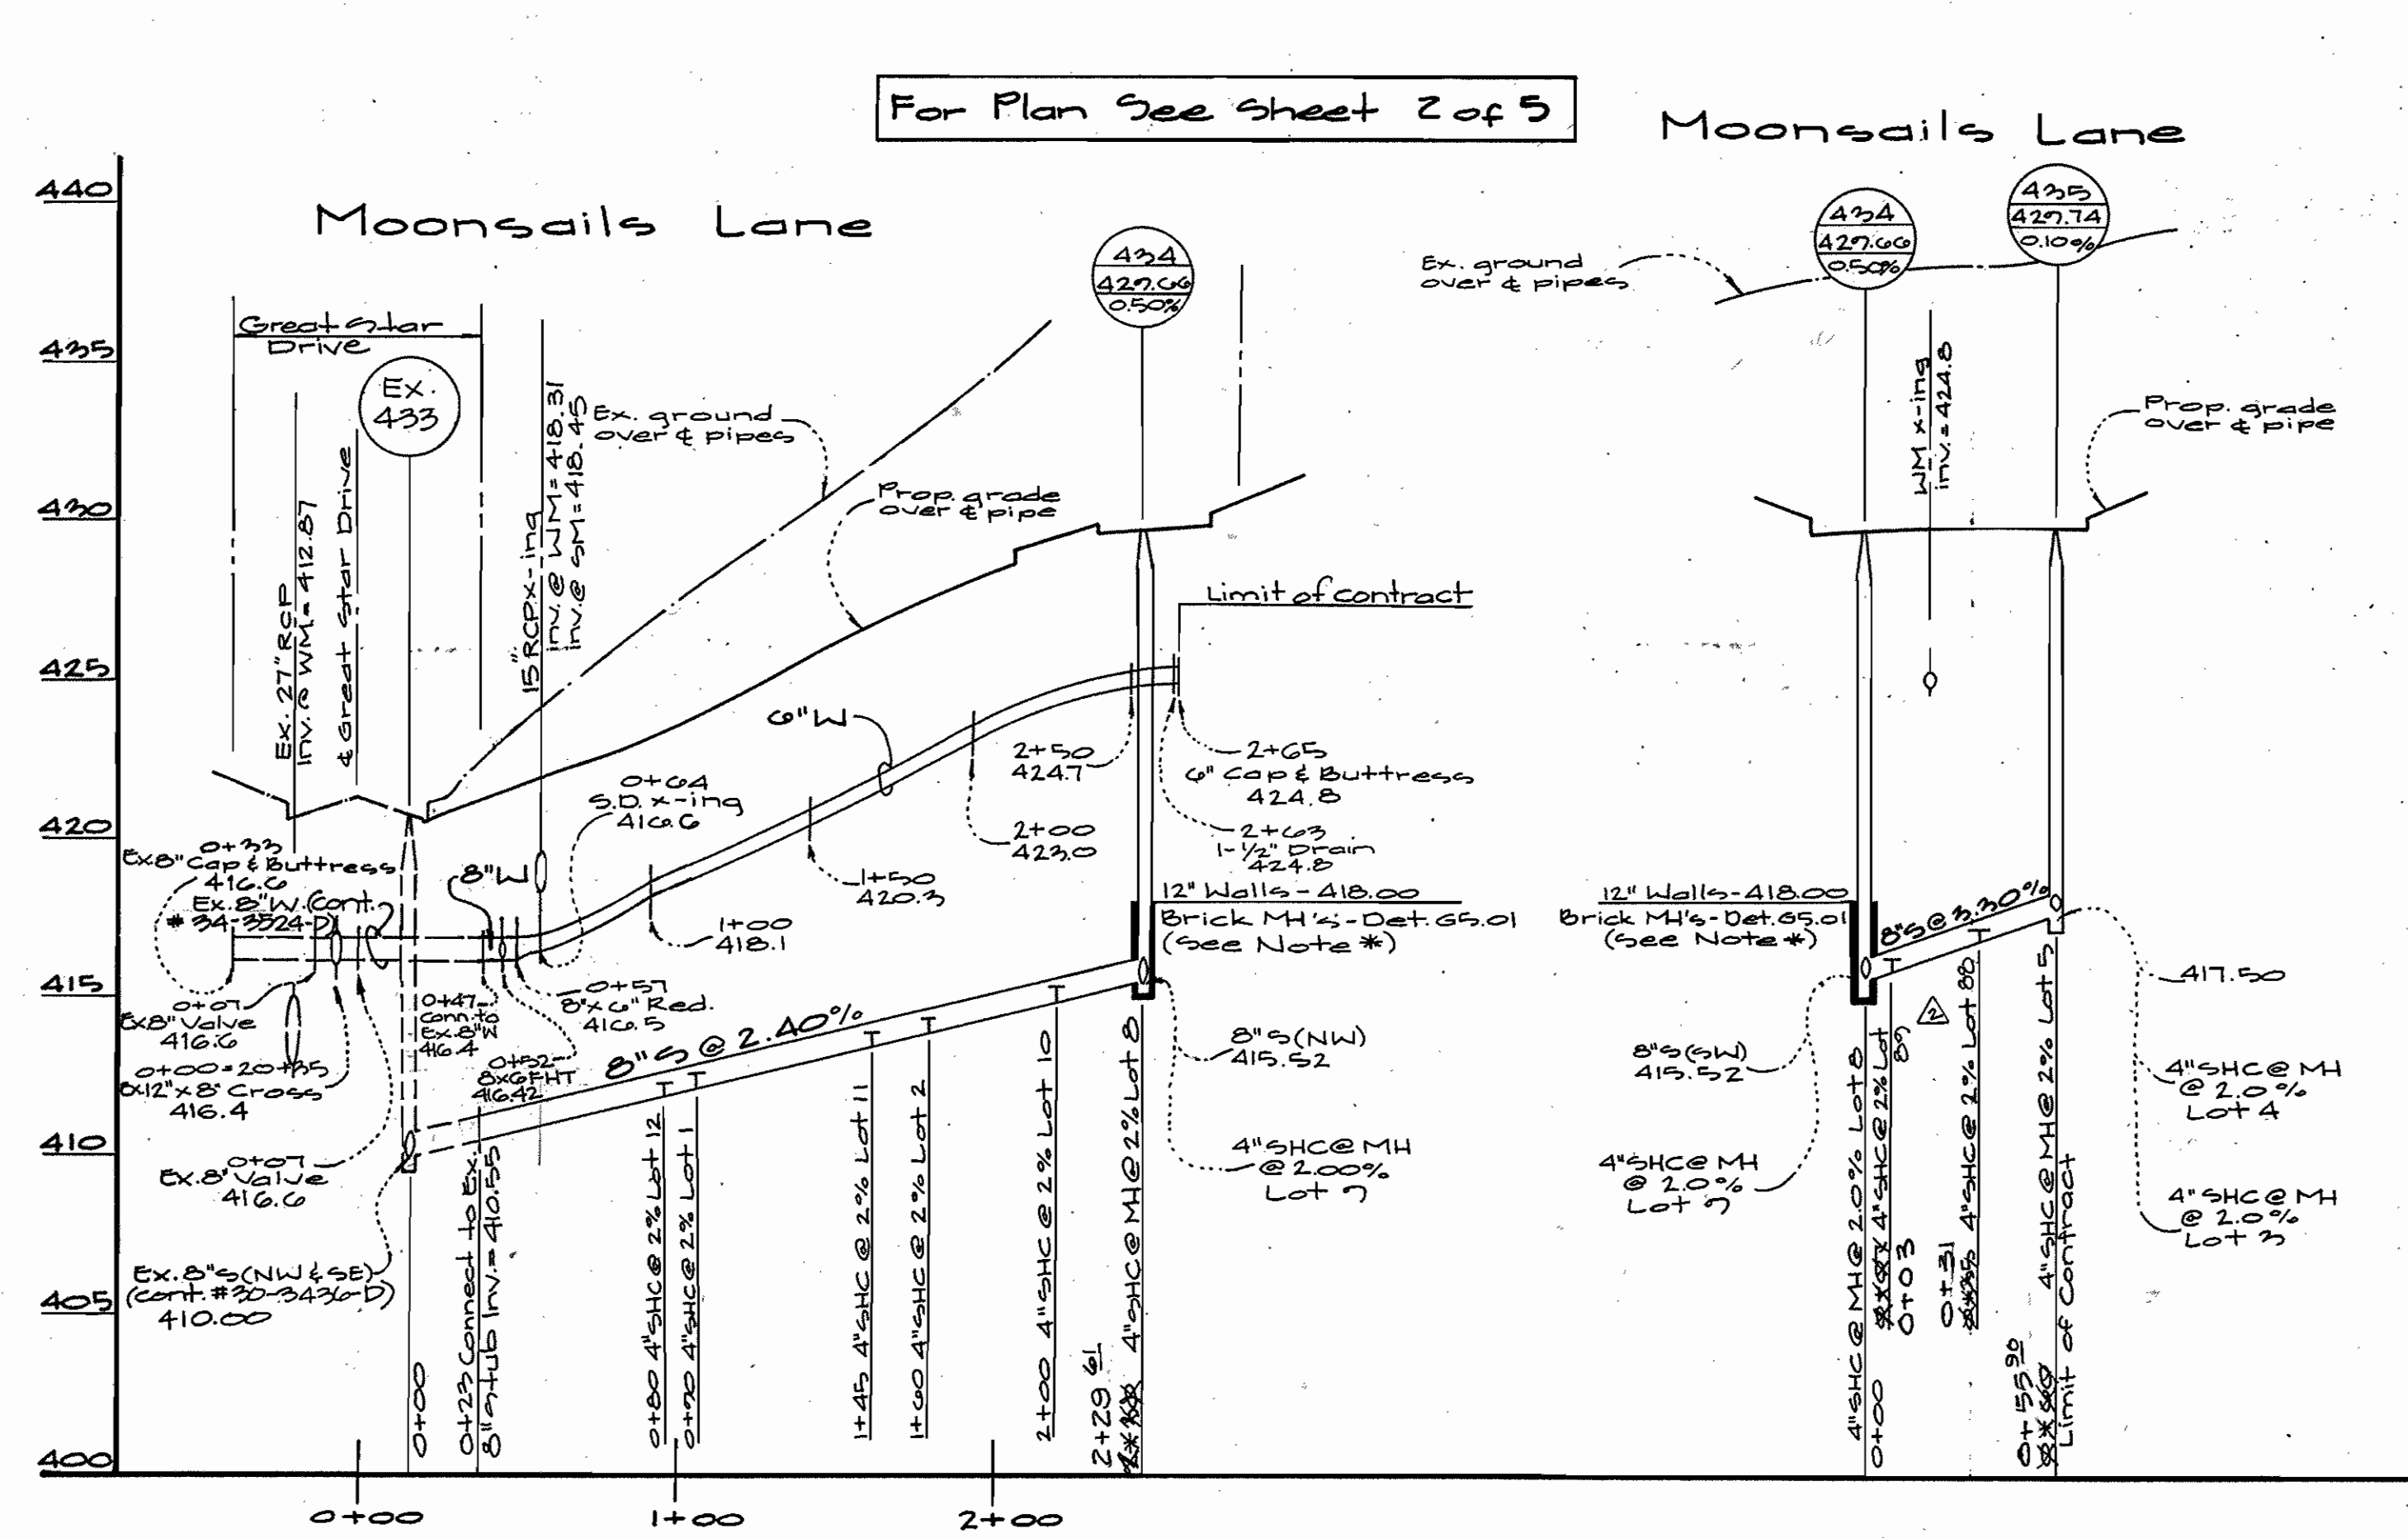 For Plan See Sheet 2 of 5
Moonsails Lane
Moonsails Lane
440
435
430
425
420
415
410
405
400
Great Star
Drive
Ex.
433
Ex. 27" RCP
Inv. @ WM = 412.87
℄ Great Star Drive
15" RCP x-ing
inv. @ WM = 418.31
inv. @ SM = 418.45
Ex. ground
over ℄ pipes
Prop. grade
over ℄ pipe
434
429.66
0.50%
Limit of contract
6" W
0+64
S.D. x-ing
416.6
8" W
0+33
Ex 8" Cap & Buttress
416.6
Ex. 8" W. (Cont.
# 34-3524-D)
0+07
Ex 8" Valve
416.6
0+00=20+35
8x12" x 8" Cross
416.4
0+07
Ex. 8" Valve
416.6
0+47
Conn. to
Ex. 8" W
416.4
0+52
8x6 FHT
416.42
0+57
8" x 6" Red.
416.5
1+00
418.1
1+50
420.3
2+00
423.0
2+50
424.7
2+65
6" Cap & Buttress
424.8
2+63
1-1/2" Drain
424.8
12" Walls - 418.00
Brick MH's - Det. G5.01
(see Note *)
8" S @ 2.40%
8" S (NW)
415.52
4" SHC @ MH
@ 2.00%
Lot 9
Ex. 8" S (NW & SE)
(cont. # 30-3436-D)
410.00
0+00
0+23 Connect to Ex.
8" Stub Inv. = 410.55
0+80 4" SHC @ 2% Lot 12
0+90 4" SHC @ 2% Lot 1
1+45 4" SHC @ 2% Lot 11
1+60 4" SHC @ 2% Lot 2
2+00 4" SHC @ 2% Lot 10
2+29 61
4" SHC @ MH @ 2% Lot 8
0+00
1+00
2+00
434
429.66
0.50%
435
429.74
0.10%
Ex. ground
over ℄ pipes
WM x-ing
inv. = 424.8
Prop. grade
over ℄ pipe
12" Walls - 418.00
Brick MH's - Det. G5.01
(see Note *)
8" S @ 3.30%
8" S (SW)
415.52
4" SHC @ MH
@ 2.0%
Lot 9
417.50
4" SHC @ MH
@ 2.0%
Lot 4
4" SHC @ MH
@ 2.0%
Lot 3
2
4" SHC @ MH @ 2.0% Lot 8
0+00
4" SHC @ 2% Lot
89
0+03
4" SHC @ 2% Lot 88
0+31
4" SHC @ MH @ 2% Lot 5
0+55 90
Limit of Contract